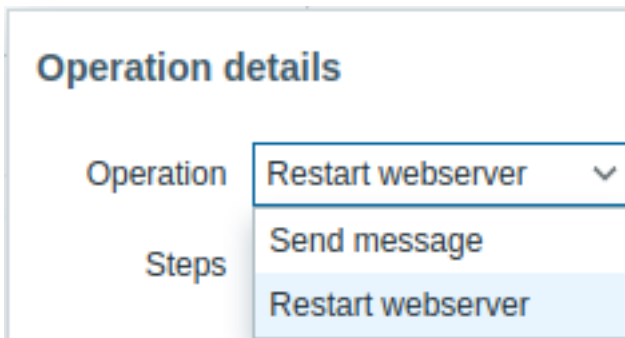 Operation details
Operation Restart webserver
Send message
Steps
Restart webserver